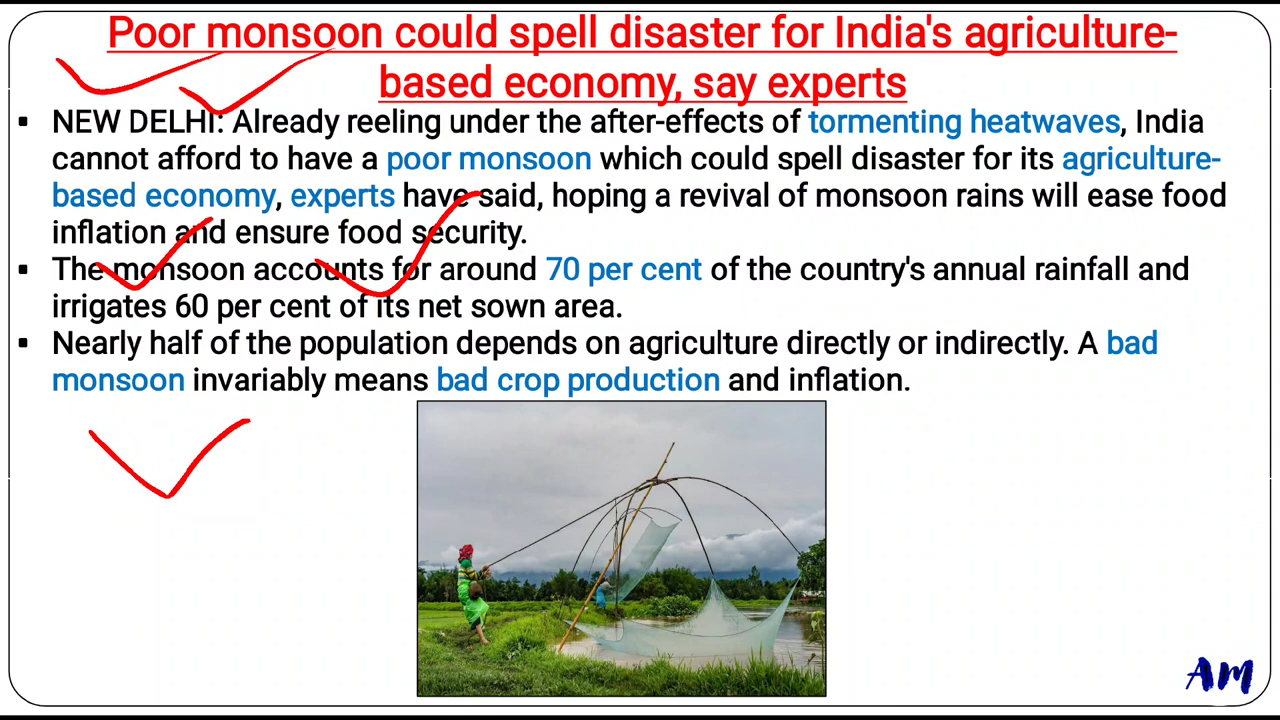 Poor monsoon could spell disaster for India's agriculture-
based economy, say experts
▪ NEW DELHI: Already reeling under the after-effects of tormenting heatwaves, India
cannot afford to have a poor monsoon which could spell disaster for its agriculture-
based economy, experts have said, hoping a revival of monsoon rains will ease food
inflation and ensure food security.
▪ The monsoon accounts for around 70 per cent of the country's annual rainfall and
irrigates 60 per cent of its net sown area.
▪ Nearly half of the population depends on agriculture directly or indirectly. A bad
monsoon invariably means bad crop production and inflation.
AM